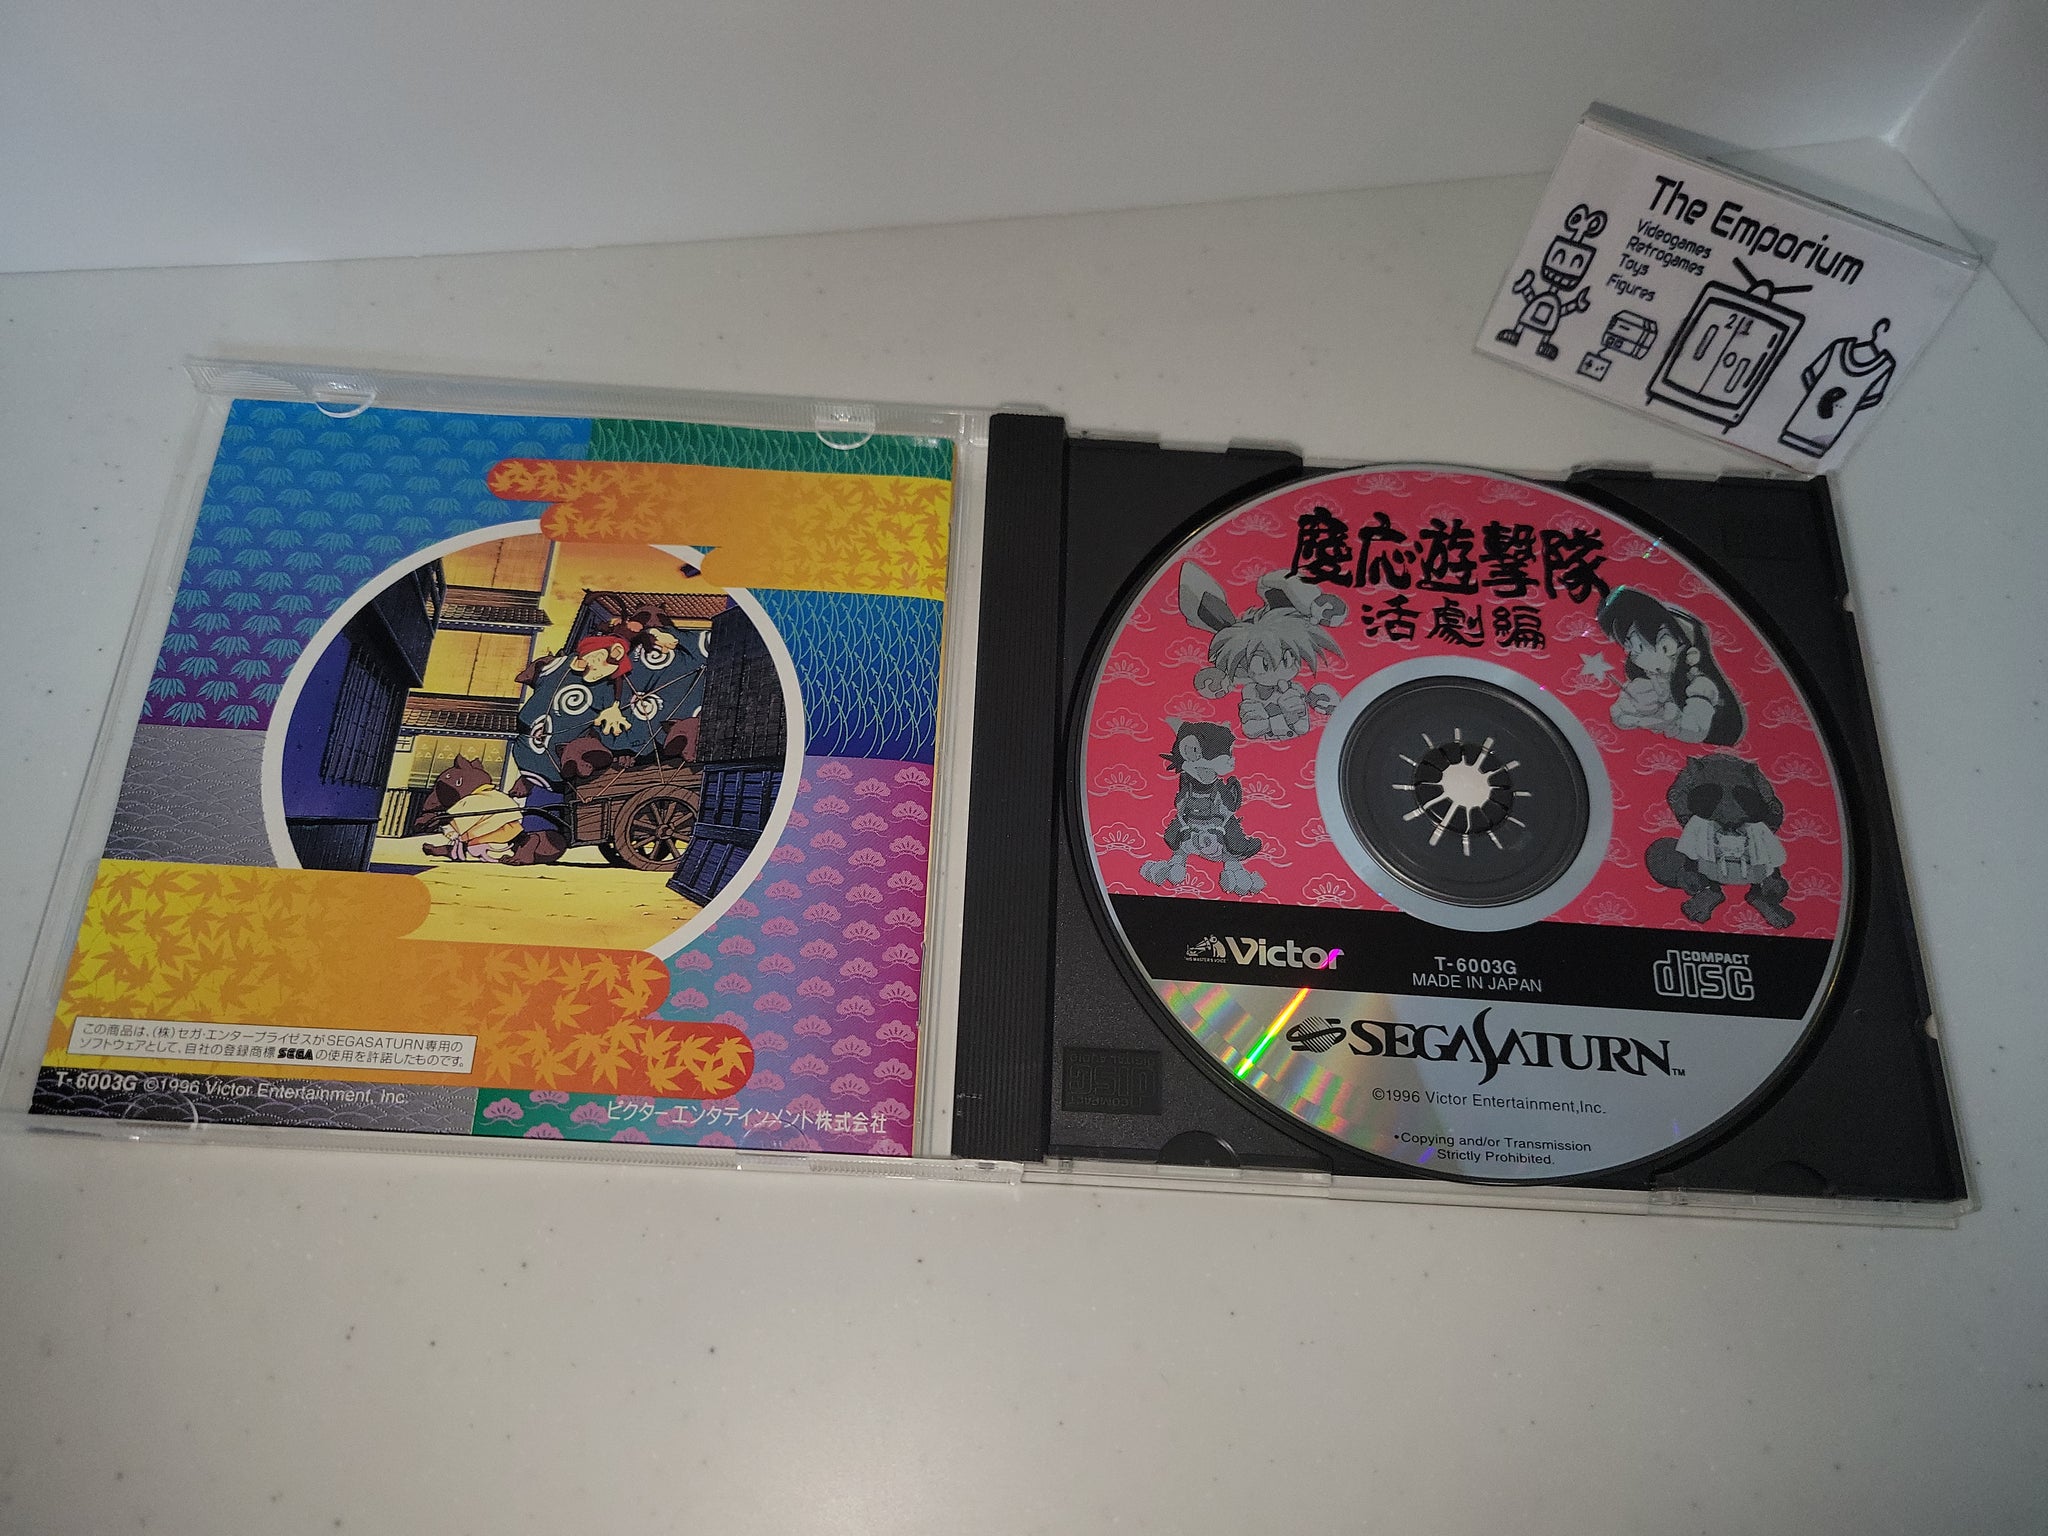 The Emporium
Videogames
Retrogames
Toys
Figures
21
この商品は、(株)セガ・エンタープライゼスがSEGASATURN専用の
ソフトウェアとして、自社の登録商標SEGAの使用を許諾したものです。
T-6003G ©1996 Victor Entertainment, Inc.
ビクターエンタテインメント株式会社
慶応遊撃隊
活劇編
"HIS MASTER'S VOICE"
Victor
T-6003G
MADE IN JAPAN
COMPACT
disc
SEGA SATURN™
©1996 Victor Entertainment,Inc.
•Copying and/or Transmission
Strictly Prohibited.